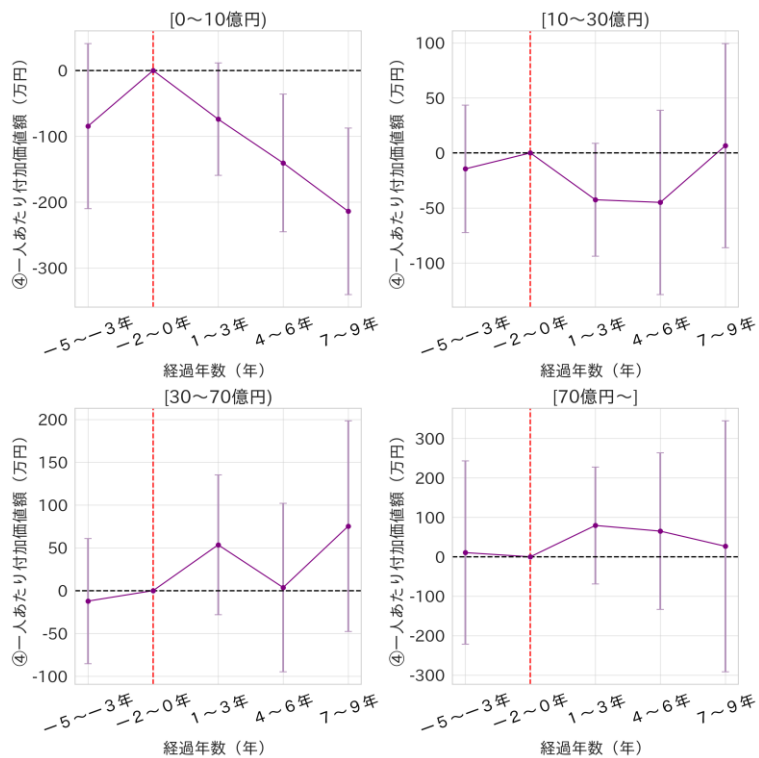 [0～10億円)
④一人あたり付加価値額（万円）
0
-100
-200
-300
－5～－3年
－2～0年
1～3年
4～6年
7～9年
経過年数（年）
[10～30億円)
④一人あたり付加価値額（万円）
100
50
0
-50
-100
－5～－3年
－2～0年
1～3年
4～6年
7～9年
経過年数（年）
[30～70億円)
④一人あたり付加価値額（万円）
200
150
100
50
0
-50
-100
－5～－3年
－2～0年
1～3年
4～6年
7～9年
経過年数（年）
[70億円～]
④一人あたり付加価値額（万円）
300
200
100
0
-100
-200
-300
－5～－3年
－2～0年
1～3年
4～6年
7～9年
経過年数（年）